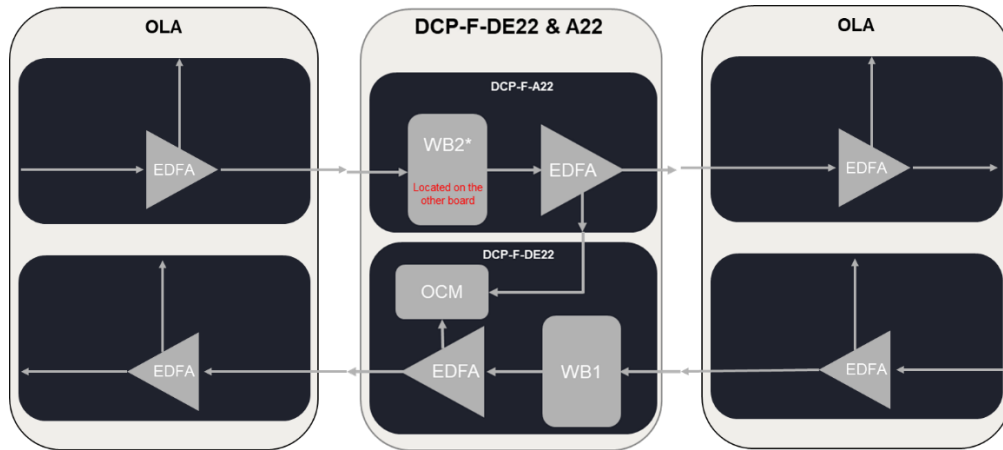 OLA
DCP-F-DE22 & A22
OLA
DCP-F-A22
EDFA
WB2*
Located on the
other board
EDFA
EDFA
DCP-F-DE22
OCM
EDFA
EDFA
WB1
EDFA